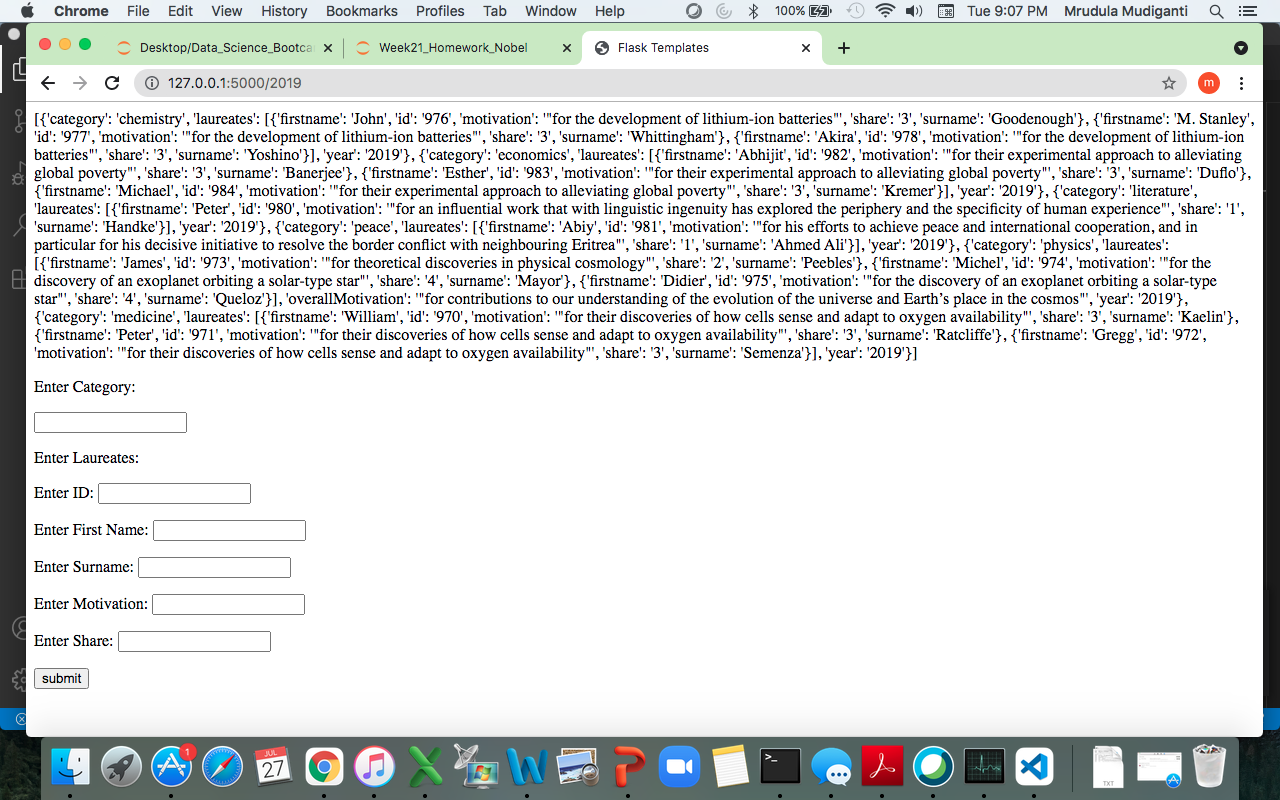 Chrome File Edit View History Bookmarks Profiles Tab Window Help 100% Tue 9:07 PM Mrudula Mudiganti
Desktop/Data_Science_Bootca Week21_Homework_Nobel Flask Templates
127.0.0.1:5000/2019 m
[{'category': 'chemistry', 'laureates': [{'firstname': 'John', 'id': '976', 'motivation': '"for the development of lithium-ion batteries"', 'share': '3', 'surname': 'Goodenough'}, {'firstname': 'M. Stanley',
'id': '977', 'motivation': '"for the development of lithium-ion batteries"', 'share': '3', 'surname': 'Whittingham'}, {'firstname': 'Akira', 'id': '978', 'motivation': '"for the development of lithium-ion
batteries"', 'share': '3', 'surname': 'Yoshino'}], 'year': '2019'}, {'category': 'economics', 'laureates': [{'firstname': 'Abhijit', 'id': '982', 'motivation': '"for their experimental approach to alleviating
global poverty"', 'share': '3', 'surname': 'Banerjee'}, {'firstname': 'Esther', 'id': '983', 'motivation': '"for their experimental approach to alleviating global poverty"', 'share': '3', 'surname': 'Duflo'},
{'firstname': 'Michael', 'id': '984', 'motivation': '"for their experimental approach to alleviating global poverty"', 'share': '3', 'surname': 'Kremer'}], 'year': '2019'}, {'category': 'literature',
'laureates': [{'firstname': 'Peter', 'id': '980', 'motivation': '"for an influential work that with linguistic ingenuity has explored the periphery and the specificity of human experience"', 'share': '1',
'surname': 'Handke'}], 'year': '2019'}, {'category': 'peace', 'laureates': [{'firstname': 'Abiy', 'id': '981', 'motivation': '"for his efforts to achieve peace and international cooperation, and in
particular for his decisive initiative to resolve the border conflict with neighbouring Eritrea"', 'share': '1', 'surname': 'Ahmed Ali'}], 'year': '2019'}, {'category': 'physics', 'laureates':
[{'firstname': 'James', 'id': '973', 'motivation': '"for theoretical discoveries in physical cosmology"', 'share': '2', 'surname': 'Peebles'}, {'firstname': 'Michel', 'id': '974', 'motivation': '"for the
discovery of an exoplanet orbiting a solar-type star"', 'share': '4', 'surname': 'Mayor'}, {'firstname': 'Didier', 'id': '975', 'motivation': '"for the discovery of an exoplanet orbiting a solar-type
star"', 'share': '4', 'surname': 'Queloz'}], 'overallMotivation': '"for contributions to our understanding of the evolution of the universe and Earth’s place in the cosmos"', 'year': '2019'},
{'category': 'medicine', 'laureates': [{'firstname': 'William', 'id': '970', 'motivation': '"for their discoveries of how cells sense and adapt to oxygen availability"', 'share': '3', 'surname': 'Kaelin'},
{'firstname': 'Peter', 'id': '971', 'motivation': '"for their discoveries of how cells sense and adapt to oxygen availability"', 'share': '3', 'surname': 'Ratcliffe'}, {'firstname': 'Gregg', 'id': '972',
'motivation': '"for their discoveries of how cells sense and adapt to oxygen availability"', 'share': '3', 'surname': 'Semenza'}], 'year': '2019'}]
Enter Category:
Enter Laureates:
Enter ID:
Enter First Name:
Enter Surname:
Enter Motivation:
Enter Share:
submit
1
JUL
27
>_
TXT